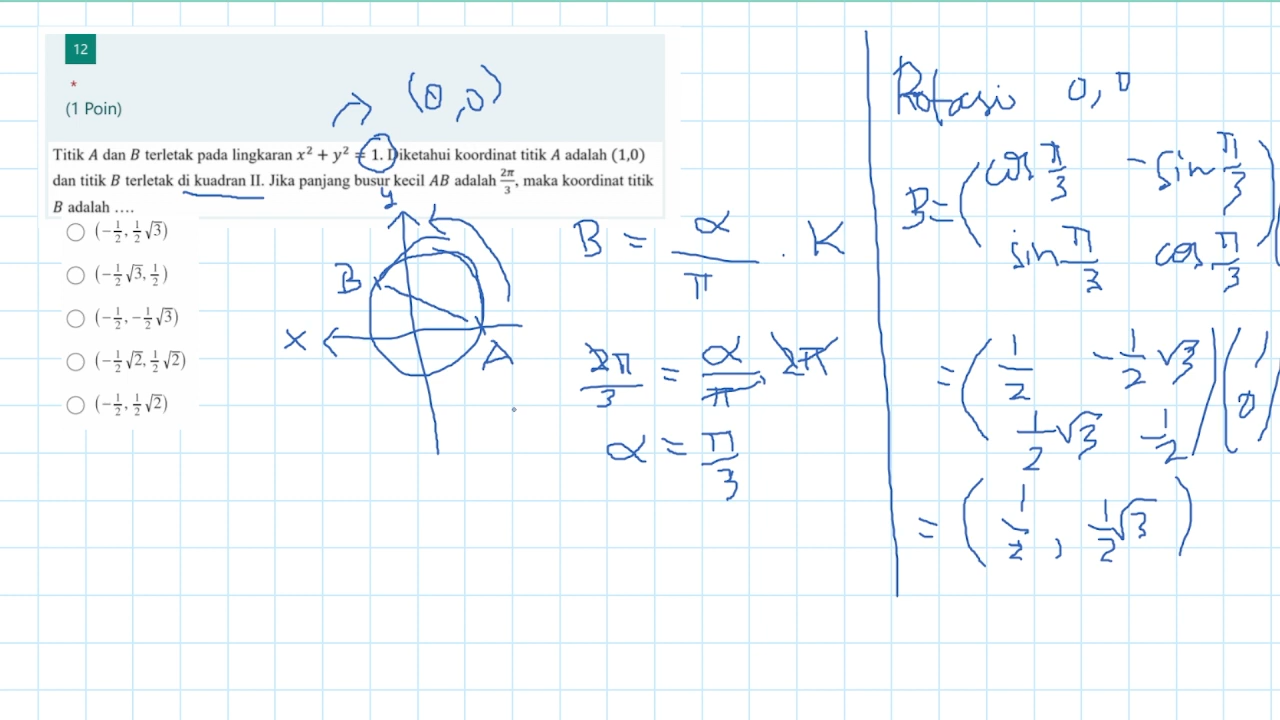 12
*
(1 Poin)
(0,0)
Titik A dan B terletak pada lingkaran x² + y² = 1. Diketahui koordinat titik A adalah (1,0)
dan titik B terletak di kuadran II. Jika panjang busur kecil AB adalah 2π/3, maka koordinat titik
B adalah ….
(-1/2, 1/2√3)
(-1/2√3, 1/2)
(-1/2, -1/2√3)
(-1/2√2, 1/2√2)
(-1/2, 1/2√2)
y
B
X
A
B = α/π . K
2π/3 = α/π . 2π
α = π/3
Rotasi 0,0
B = (cos π/3 -sin π/3
sin π/3 cos π/3)(
= (1/2 -1/2√3
1/2√3 1/2)(1
0)
= (1/2, 1/2√3)